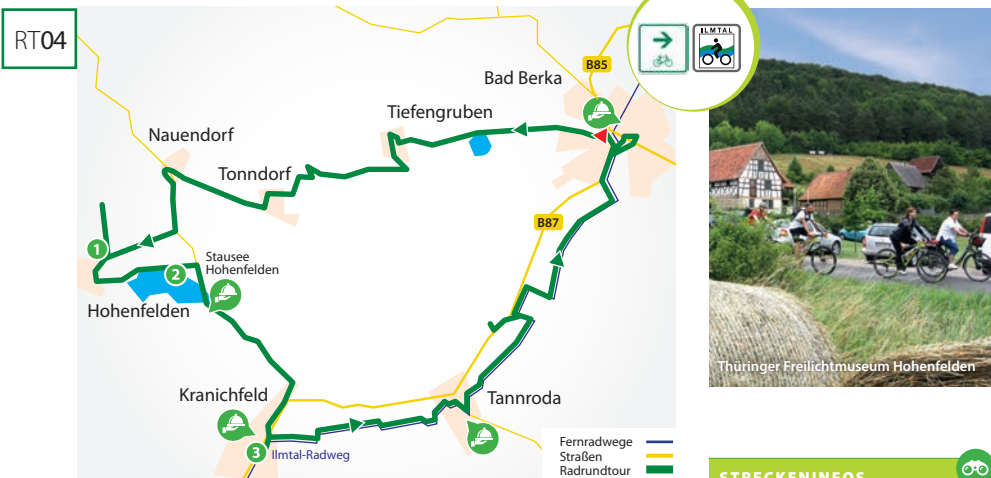 RT04
ILMTAL
B85
Bad Berka
Tiefengruben
Nauendorf
Tonndorf
B87
1
Stausee
Hohenfelden
2
Hohenfelden
Thüringer Freilichtmuseum Hohenfelden
Kranichfeld
Tannroda
3
Ilmtal-Radweg
Fernradwege
Straßen
Radrundtour
STRECKENINFOS